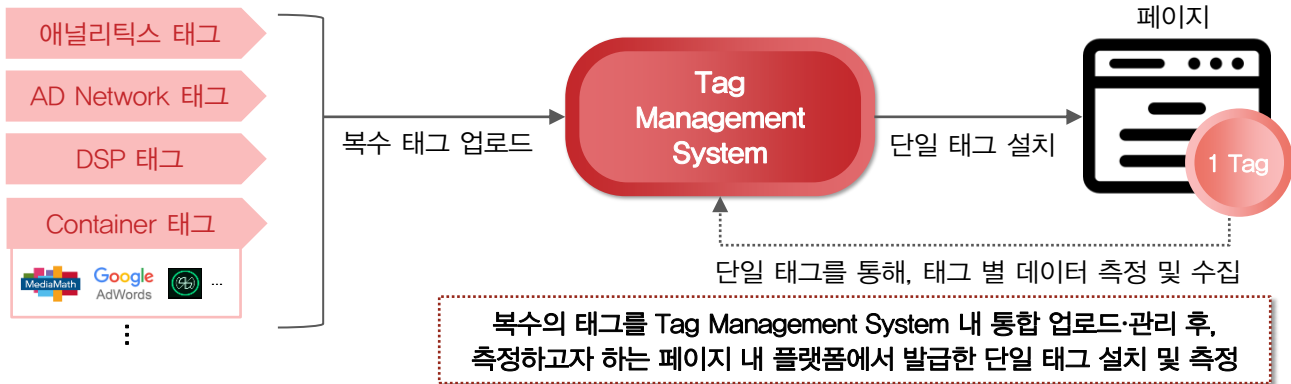 애널리틱스 태그
AD Network 태그
DSP 태그
Container 태그
MediaMath
Google
AdWords
...
복수 태그 업로드
Tag
Management
System
단일 태그 설치
페이지
1 Tag
단일 태그를 통해, 태그 별 데이터 측정 및 수집
복수의 태그를 Tag Management System 내 통합 업로드·관리 후,
측정하고자 하는 페이지 내 플랫폼에서 발급한 단일 태그 설치 및 측정